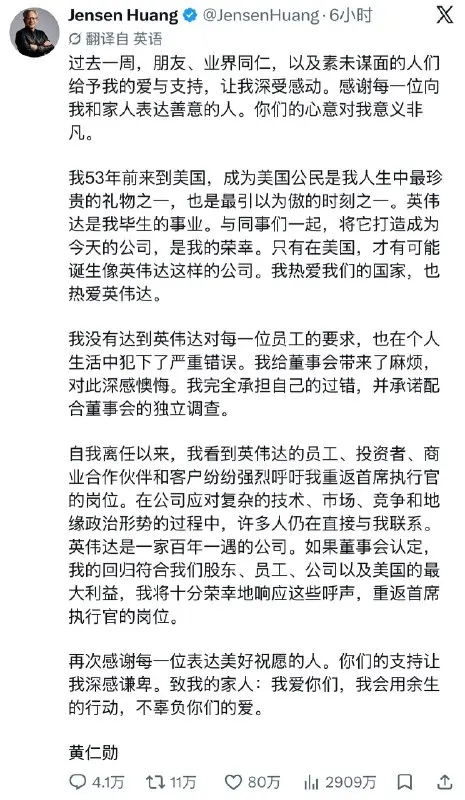 Jensen Huang @JensenHuang·6小时
翻译自 英语
过去一周，朋友、业界同仁，以及素未谋面的人们
给予我的爱与支持，让我深受感动。感谢每一位向
我和家人表达善意的人。你们的心意对我意义非
凡。
我53年前来到美国，成为美国公民是我人生中最珍
贵的礼物之一，也是最引以为傲的时刻之一。英伟
达是我毕生的事业。与同事们一起，将它打造成为
今天的公司，是我的荣幸。只有在美国，才有可能
诞生像英伟达这样的公司。我热爱我们的国家，也
热爱英伟达。
我没有达到英伟达对每一位员工的要求，也在个人
生活中犯下了严重错误。我给董事会带来了麻烦，
对此深感懊悔。我完全承担自己的过错，并承诺配
合董事会的独立调查。
自我离任以来，我看到英伟达的员工、投资者、商
业合作伙伴和客户纷纷强烈呼吁我重返首席执行官
的岗位。在公司应对复杂的技术、市场、竞争和地
缘政治形势的过程中，许多人仍在直接与我联系。
英伟达是一家百年一遇的公司。如果董事会认定，
我的回归符合我们股东、员工、公司以及美国的最
大利益，我将十分荣幸地响应这些呼声，重返首席
执行官的岗位。
再次感谢每一位表达美好祝愿的人。你们的支持让
我深感谦卑。致我的家人：我爱你们，我会用余生
的行动，不辜负你们的爱。
黄仁勋
4.1万 11万 80万 2909万